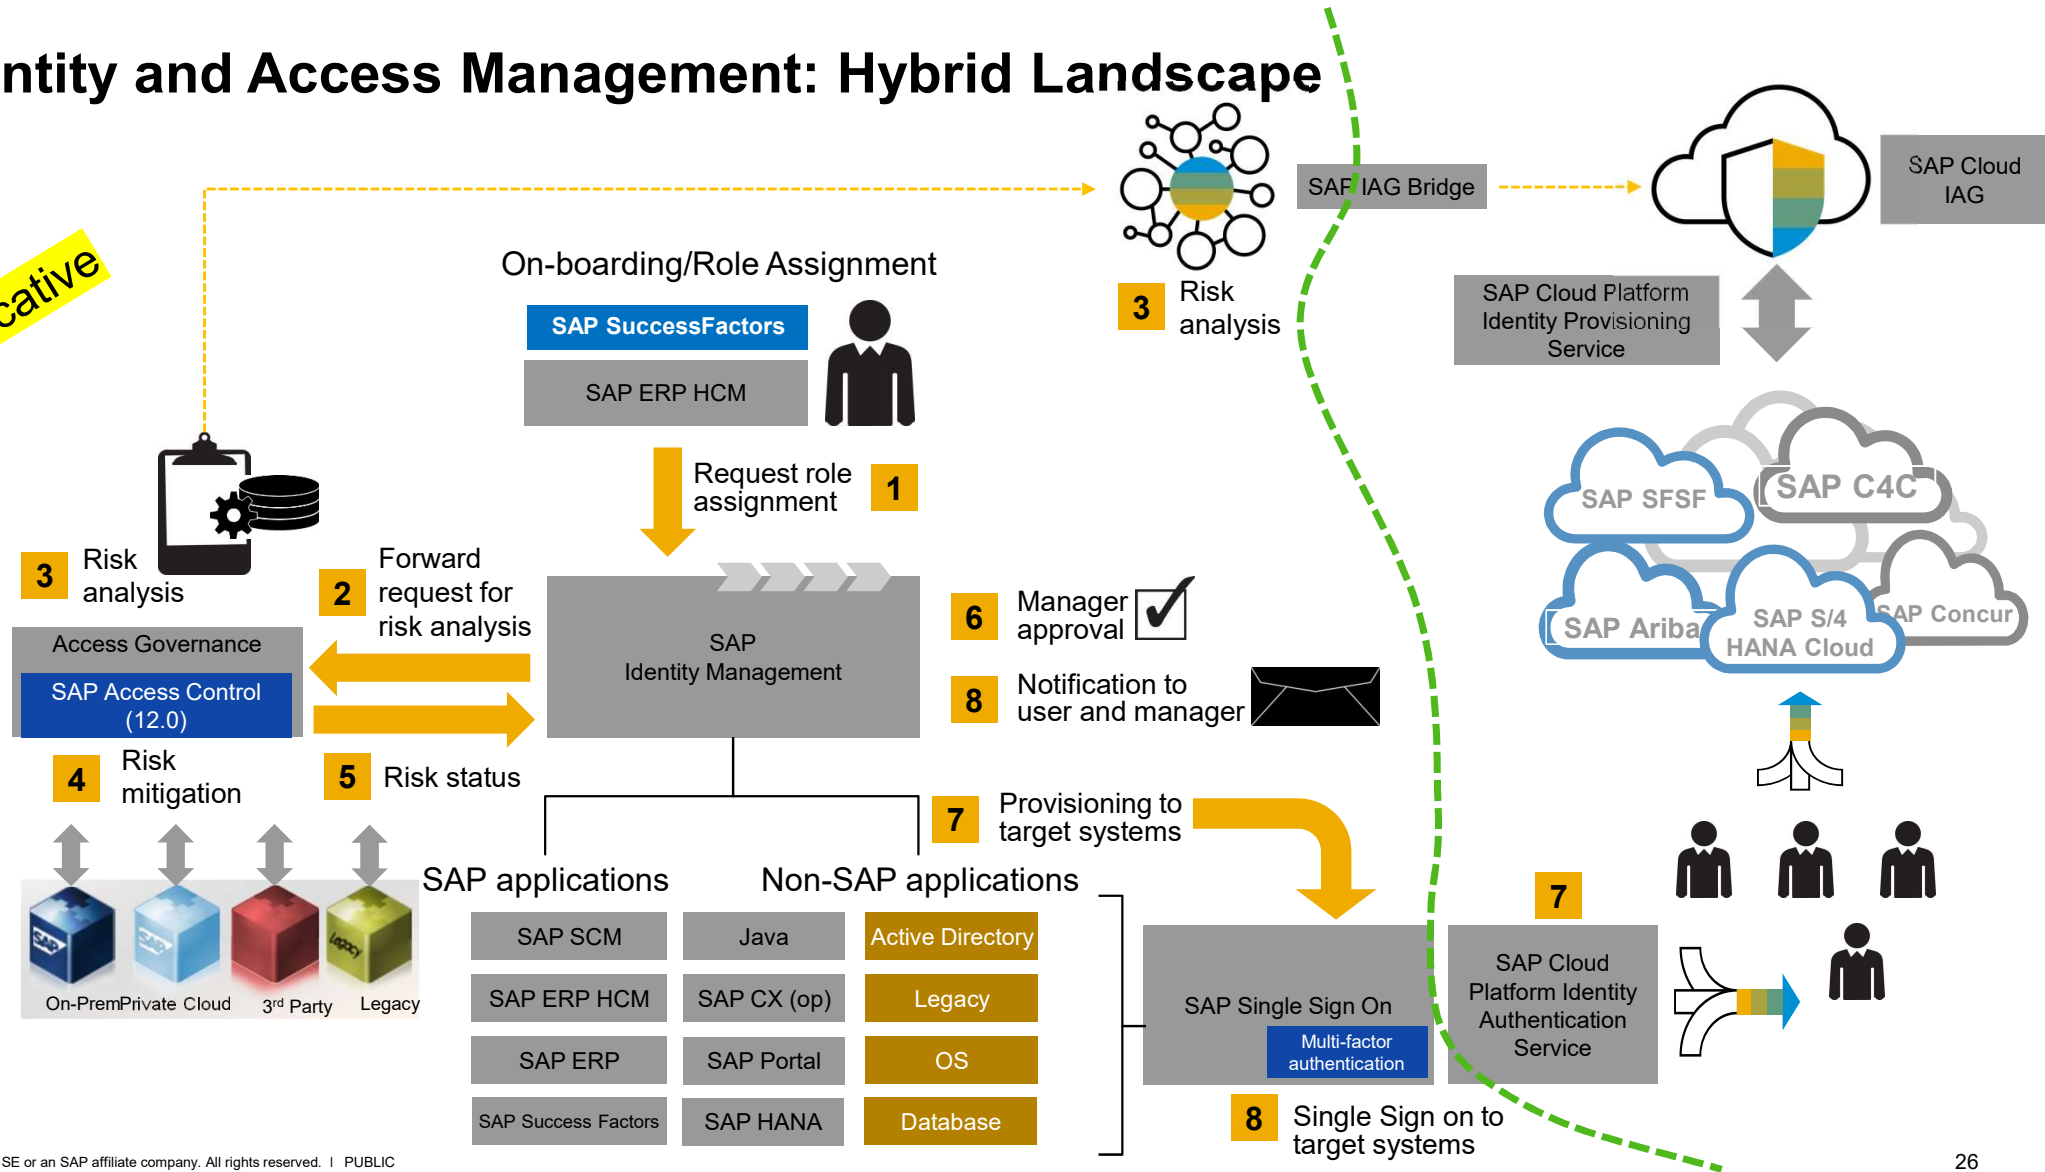 ntity and Access Management: Hybrid Landscape
cative
SAP IAG Bridge
SAP Cloud
IAG
On-boarding/Role Assignment
SAP SuccessFactors
SAP ERP HCM
3
Risk
analysis
SAP Cloud Platform
Identity Provisioning
Service
Request role
assignment
1
SAP SFSF
SAP C4C
SAP Ariba
SAP S/4
HANA Cloud
SAP Concur
3
Risk
analysis
2
Forward
request for
risk analysis
Access Governance
SAP Access Control
(12.0)
SAP
Identity Management
6
Manager
approval
8
Notification to
user and manager
4
Risk
mitigation
5
Risk status
7
Provisioning to
target systems
SAP
SAP
Legacy
On-Prem
Private Cloud
3rd Party
Legacy
SAP applications
Non-SAP applications
SAP SCM
Java
Active Directory
SAP ERP HCM
SAP CX (op)
Legacy
SAP ERP
SAP Portal
OS
SAP Success Factors
SAP HANA
Database
SAP Single Sign On
Multi-factor
authentication
7
SAP Cloud
Platform Identity
Authentication
Service
8
Single Sign on to
target systems
SE or an SAP affiliate company. All rights reserved. ǀ PUBLIC
26